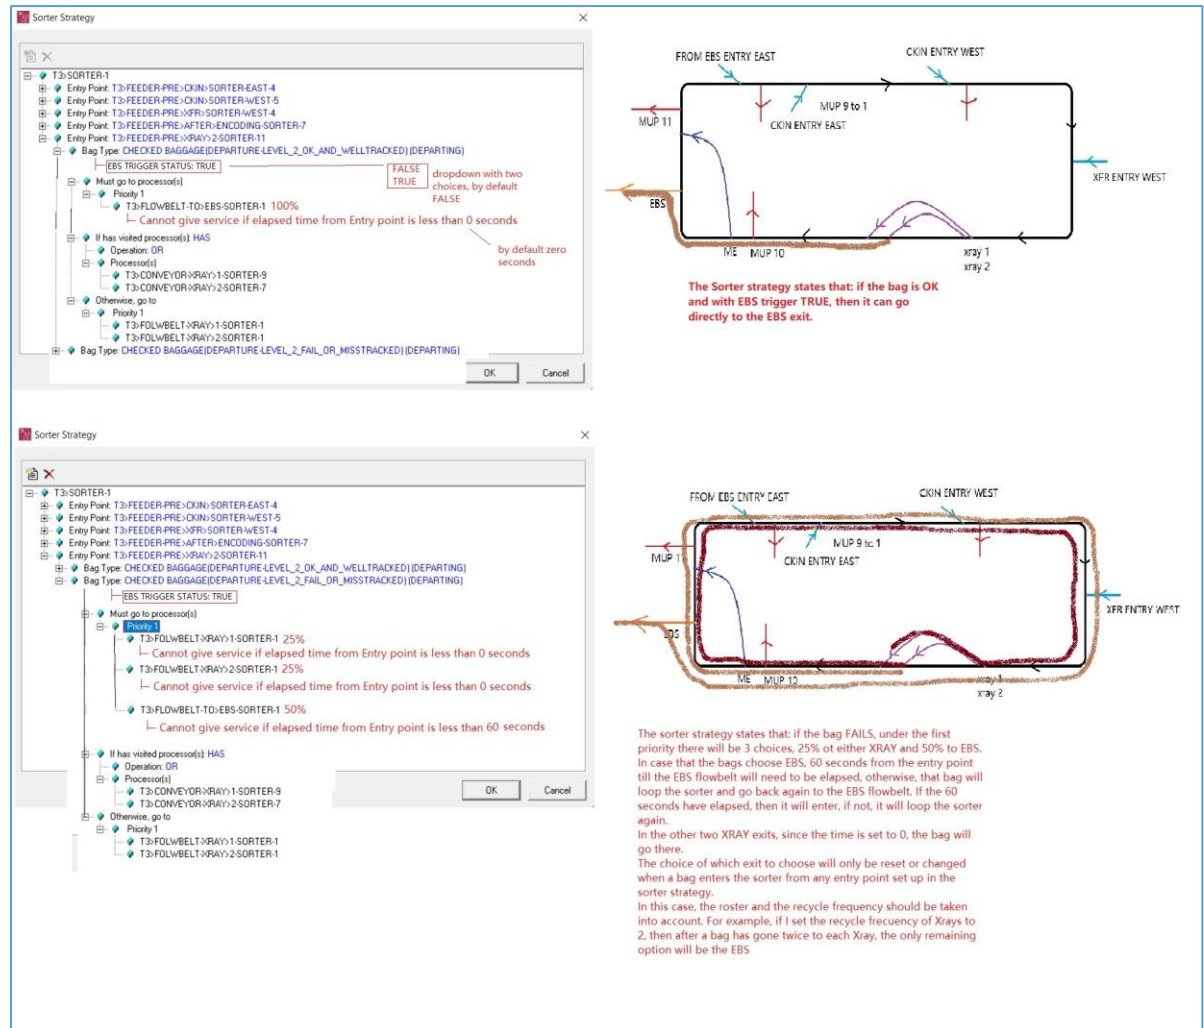 Sorter Strategy
T3>SORTER-1
Entry Point: T3>FEEDER-PRE>CKIN>SORTER-EAST-4
Entry Point: T3>FEEDER-PRE>CKIN>SORTER-WEST-5
Entry Point: T3>FEEDER-PRE>XFR>SORTER-WEST-4
Entry Point: T3>FEEDER-PRE>AFTER>ENCODING-SORTER-7
Entry Point: T3>FEEDER-PRE>XRAY>2-SORTER-11
Bag Type: CHECKED BAGGAGE(DEPARTURE-LEVEL_2_OK_AND_WELLTRACKED) (DEPARTING)
EBS TRIGGER STATUS: TRUE
FALSE
TRUE
dropdown with two
choices, by default
FALSE
Must go to processor(s)
Priority 1
T3>FLOWBELT-TO>EBS-SORTER-1 100%
Cannot give service if elapsed time from Entry point is less than 0 seconds
by default zero
seconds
If has visited processor(s): HAS
Operation: OR
Processor(s)
T3>CONVEYOR-XRAY>1-SORTER-9
T3>CONVEYOR-XRAY>2-SORTER-7
Otherwise, go to
Priority 1
T3>FOLWBELT-XRAY>1-SORTER-1
T3>FOLWBELT-XRAY>2-SORTER-1
Bag Type: CHECKED BAGGAGE(DEPARTURE-LEVEL_2_FAIL_OR_MISSTRACKED) (DEPARTING)
OK
Cancel
FROM EBS ENTRY EAST
CKIN ENTRY WEST
MUP 9 to 1
MUP 11
CKIN ENTRY EAST
XFR ENTRY WEST
EBS
ME
MUP 10
xray 1
xray 2
The Sorter strategy states that: if the bag is OK
and with EBS trigger TRUE, then it can go
directly to the EBS exit.
Sorter Strategy
T3>SORTER-1
Entry Point: T3>FEEDER-PRE>CKIN>SORTER-EAST-4
Entry Point: T3>FEEDER-PRE>CKIN>SORTER-WEST-5
Entry Point: T3>FEEDER-PRE>XFR>SORTER-WEST-4
Entry Point: T3>FEEDER-PRE>AFTER>ENCODING-SORTER-7
Entry Point: T3>FEEDER-PRE>XRAY>2-SORTER-11
Bag Type: CHECKED BAGGAGE(DEPARTURE-LEVEL_2_OK_AND_WELLTRACKED) (DEPARTING)
Bag Type: CHECKED BAGGAGE(DEPARTURE-LEVEL_2_FAIL_OR_MISSTRACKED) (DEPARTING)
EBS TRIGGER STATUS: TRUE
Must go to processor(s)
Priority 1
T3>FOLWBELT-XRAY>1-SORTER-1 25%
Cannot give service if elapsed time from Entry point is less than 0 seconds
T3>FOLWBELT-XRAY>2-SORTER-1 25%
Cannot give service if elapsed time from Entry point is less than 0 seconds
T3>FLOWBELT-TO>EBS-SORTER-1 50%
Cannot give service if elapsed time from Entry point is less than 60 seconds
If has visited processor(s): HAS
Operation: OR
Processor(s)
T3>CONVEYOR-XRAY>1-SORTER-9
T3>CONVEYOR-XRAY>2-SORTER-7
Otherwise, go to
Priority 1
T3>FOLWBELT-XRAY>1-SORTER-1
T3>FOLWBELT-XRAY>2-SORTER-1
OK
Cancel
FROM EBS ENTRY EAST
CKIN ENTRY WEST
MUP 9 to 1
MUP 11
CKIN ENTRY EAST
XFR ENTRY WEST
EBS
ME
MUP 10
xray 1
xray 2
The sorter strategy states that: if the bag FAILS, under the first
priority there will be 3 choices, 25% ot either XRAY and 50% to EBS.
In case that the bags choose EBS, 60 seconds from the entry point
till the EBS flowbelt will need to be elapsed, otherwise, that bag will
loop the sorter and go back again to the EBS flowbelt. If the 60
seconds have elapsed, then it will enter, if not, it will loop the sorter
again.
In the other two XRAY exits, since the time is set to 0, the bag will
go there.
The choice of which exit to choose will only be reset or changed
when a bag enters the sorter from any entry point set up in the
sorter strategy.
In this case, the roster and the recycle frequency should be taken
into account. For example, if I set the recycle frecuency of Xrays to
2, then after a bag has gone twice to each Xray, the only remaining
option will be the EBS